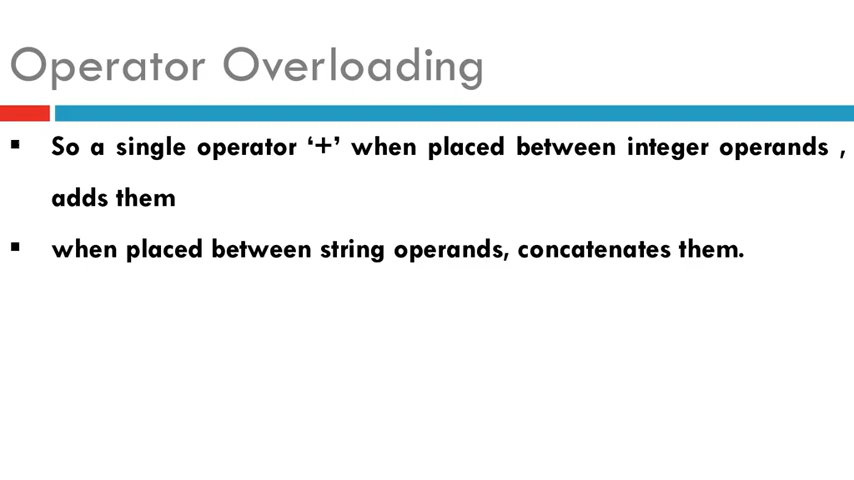 Operator Overloading
▪ So a single operator ‘+’ when placed between integer operands ,
adds them
▪ when placed between string operands, concatenates them.